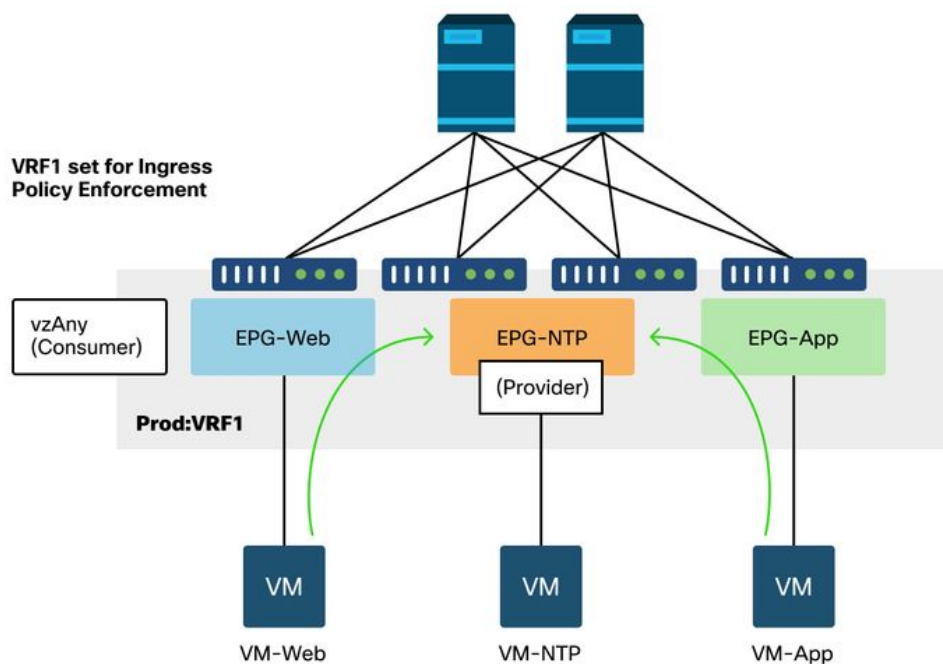 VRF1 set for Ingress
Policy Enforcement
vzAny
(Consumer)
EPG-Web
EPG-NTP
EPG-App
(Provider)
Prod:VRF1
VM
VM
VM
VM-Web
VM-NTP
VM-App